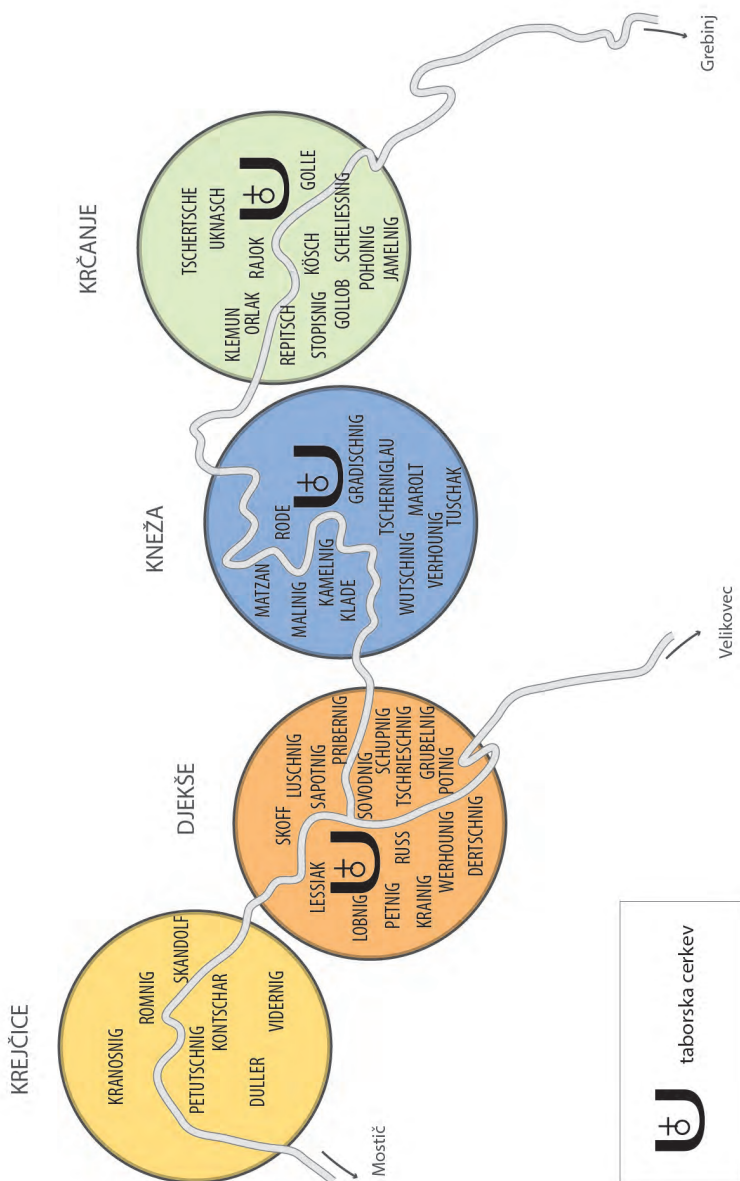 KREJČICE
KRANOSNIG
ROMNIG
SKANDOLF
PETUTSCHNIG
KONTSCHAR
DULLER
VIDERNIG
Mostič
DJEKŠE
SKOFF
LUSCHNIG
LESSIAK
SAPOTNIG
PRIBERNIG
LOBNIG
SOVODNIG
SCHUPNIG
PETNIG
RUSS
TSCHRIESCHNIG
KRAINIG
GRUBELNIG
WERHOUNIG
POTNIG
DERTSCHNIG
Velikovec
KNEŽA
MATZAN
RODE
MALINIG
KAMELNIG
KLADE
GRADISCHNIG
TSCHERNIGLAU
WUTSCHINIG
MAROLT
VERHOUNIG
TUSCHAK
KRČANJE
TSCHERTSCHE
UKNASCH
KLEMUN
ORLAK
RAJOK
GOLLE
REPITSCH
KÖSCH
STOPISNIG
SCHELIESSNIG
GOLLOB
POHOINIG
JAMELNIG
Grebinj
taborska cerkev